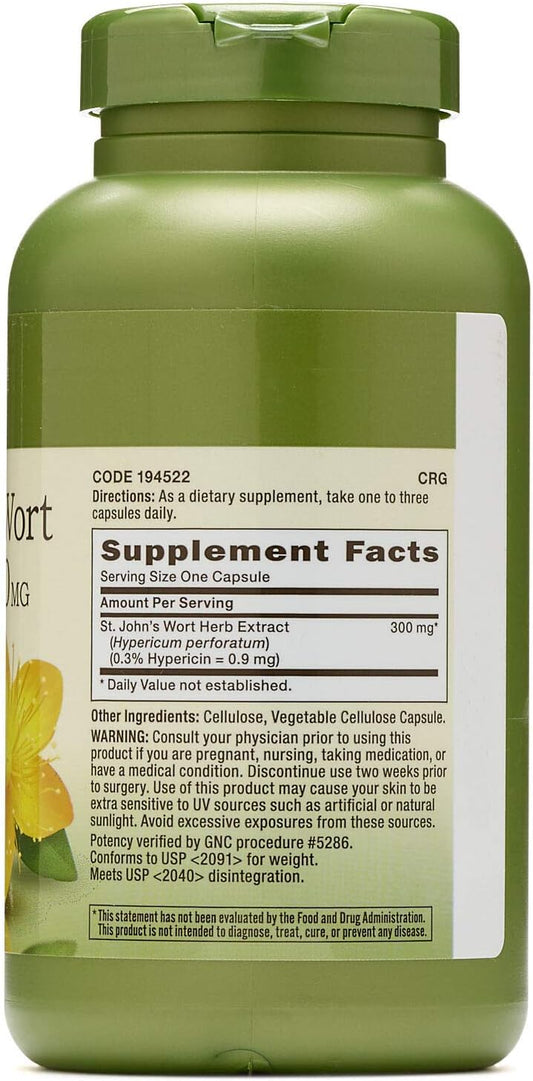 Wort
MG
CODE 194522 CRG
Directions: As a dietary supplement, take one to three
capsules daily.
Supplement Facts
Serving Size One Capsule
Amount Per Serving
St. John's Wort Herb Extract 300 mg*
(Hypericum perforatum)
(0.3% Hypericin = 0.9 mg)
* Daily Value not established.
Other Ingredients: Cellulose, Vegetable Cellulose Capsule.
WARNING: Consult your physician prior to using this
product if you are pregnant, nursing, taking medication, or
have a medical condition. Discontinue use two weeks prior
to surgery. Use of this product may cause your skin to be
extra sensitive to UV sources such as artificial or natural
sunlight. Avoid excessive exposures from these sources.
Potency verified by GNC procedure #5286.
Conforms to USP <2091> for weight.
Meets USP <2040> disintegration.
*This statement has not been evaluated by the Food and Drug Administration.
This product is not intended to diagnose, treat, cure, or prevent any disease.